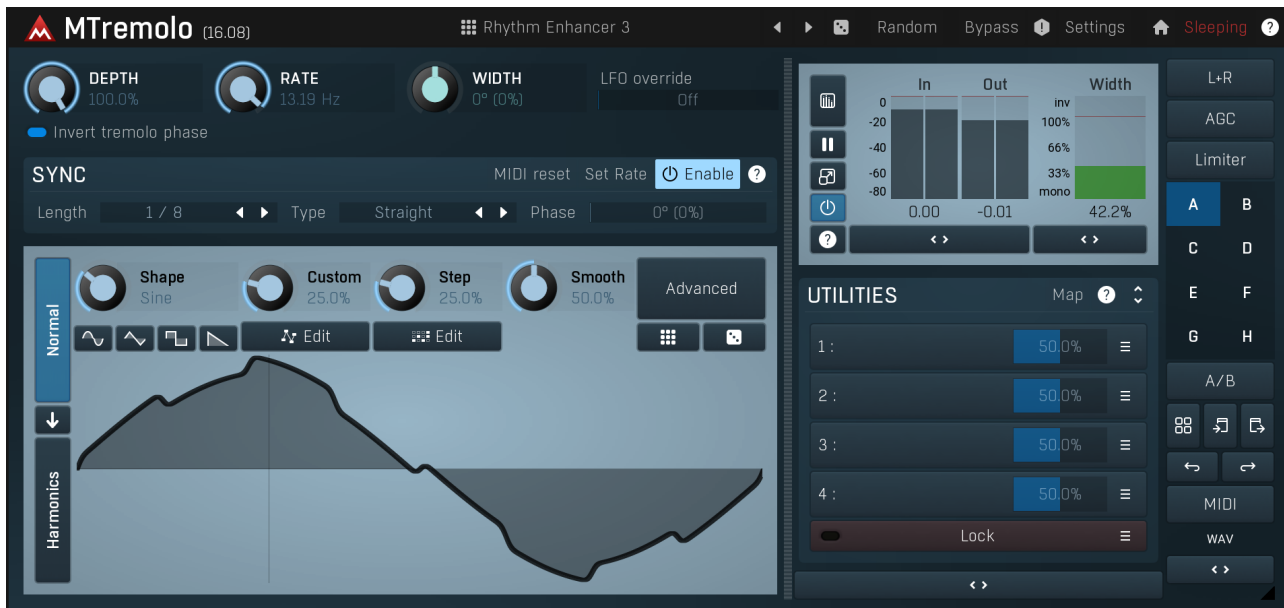 MTremolo (16.08) Rhythm Enhancer 3 Random Bypass Settings Sleeping ?
DEPTH
100.0%
RATE
13.19 Hz
WIDTH
0° (0%)
LFO override
Off
Invert tremolo phase
SYNC MIDI reset Set Rate Enable ?
Length 1 / 8 Type Straight Phase 0° (0%)
Normal
Harmonics
Shape
Sine
Custom
25.0%
Step
25.0%
Smooth
50.0%
Advanced
Edit Edit
In Out Width
0
-20
-40
-60
-80
inv
100%
66%
33%
mono
0.00 -0.01 42.2%
?
UTILITIES Map ?
1 : 50.0%
2 : 50.0%
3 : 50.0%
4 : 50.0%
Lock
L+R
AGC
Limiter
A B
C D
E F
G H
A/B
MIDI
WAV